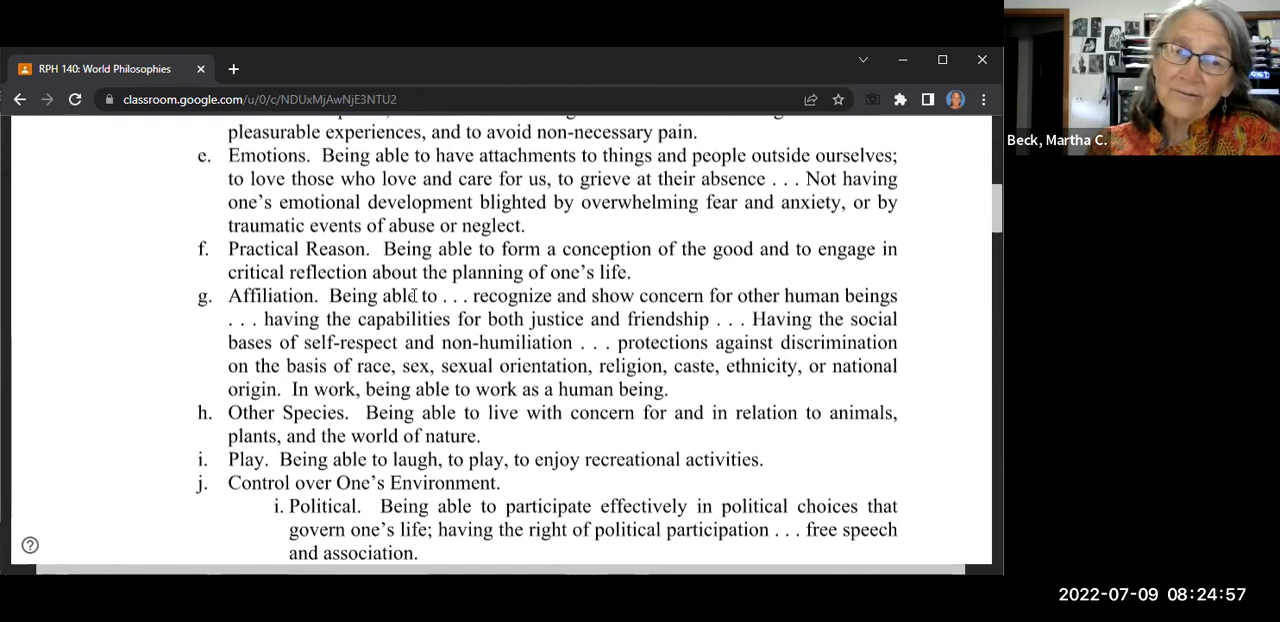 RPH 140: World Philosophies
classroom.google.com/u/0/c/NDUxMjAwNjE3NTU2
Beck, Martha C.
pleasurable experiences, and to avoid non-necessary pain.
e. Emotions. Being able to have attachments to things and people outside ourselves;
to love those who love and care for us, to grieve at their absence . . . Not having
one's emotional development blighted by overwhelming fear and anxiety, or by
traumatic events of abuse or neglect.
f. Practical Reason. Being able to form a conception of the good and to engage in
critical reflection about the planning of one's life.
g. Affiliation. Being able to . . . recognize and show concern for other human beings
. . . having the capabilities for both justice and friendship . . . Having the social
bases of self-respect and non-humiliation . . . protections against discrimination
on the basis of race, sex, sexual orientation, religion, caste, ethnicity, or national
origin. In work, being able to work as a human being.
h. Other Species. Being able to live with concern for and in relation to animals,
plants, and the world of nature.
i. Play. Being able to laugh, to play, to enjoy recreational activities.
j. Control over One's Environment.
i. Political. Being able to participate effectively in political choices that
govern one's life; having the right of political participation . . . free speech
and association.
2022-07-09 08:24:57